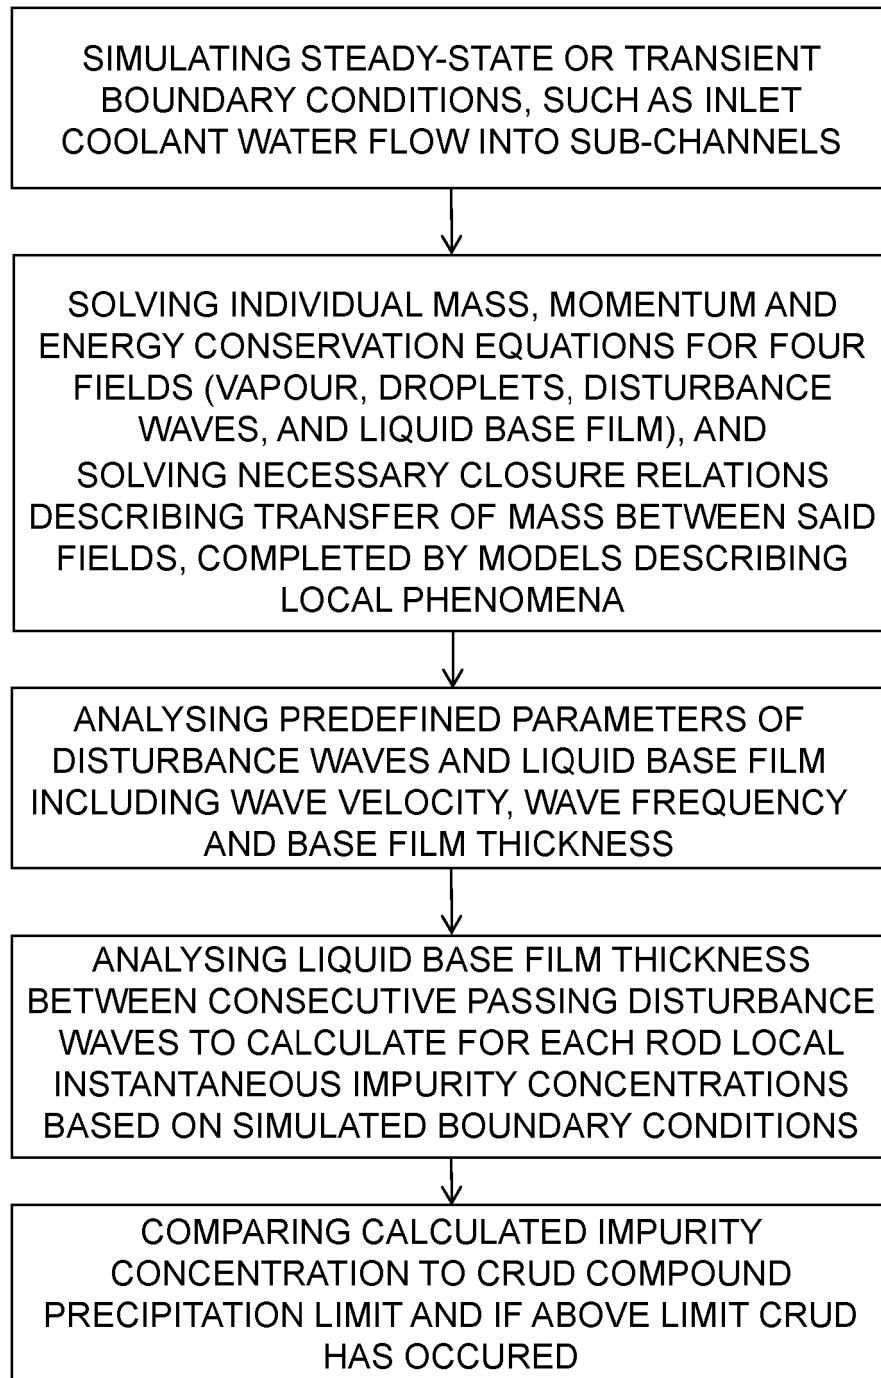 SIMULATING STEADY-STATE OR TRANSIENT
BOUNDARY CONDITIONS, SUCH AS INLET
COOLANT WATER FLOW INTO SUB-CHANNELS
SOLVING INDIVIDUAL MASS, MOMENTUM AND
ENERGY CONSERVATION EQUATIONS FOR FOUR
FIELDS (VAPOUR, DROPLETS, DISTURBANCE
WAVES, AND LIQUID BASE FILM), AND
SOLVING NECESSARY CLOSURE RELATIONS
DESCRIBING TRANSFER OF MASS BETWEEN SAID
FIELDS, COMPLETED BY MODELS DESCRIBING
LOCAL PHENOMENA
ANALYSING PREDEFINED PARAMETERS OF
DISTURBANCE WAVES AND LIQUID BASE FILM
INCLUDING WAVE VELOCITY, WAVE FREQUENCY
AND BASE FILM THICKNESS
ANALYSING LIQUID BASE FILM THICKNESS
BETWEEN CONSECUTIVE PASSING DISTURBANCE
WAVES TO CALCULATE FOR EACH ROD LOCAL
INSTANTANEOUS IMPURITY CONCENTRATIONS
BASED ON SIMULATED BOUNDARY CONDITIONS
COMPARING CALCULATED IMPURITY
CONCENTRATION TO CRUD COMPOUND
PRECIPITATION LIMIT AND IF ABOVE LIMIT CRUD
HAS OCCURED